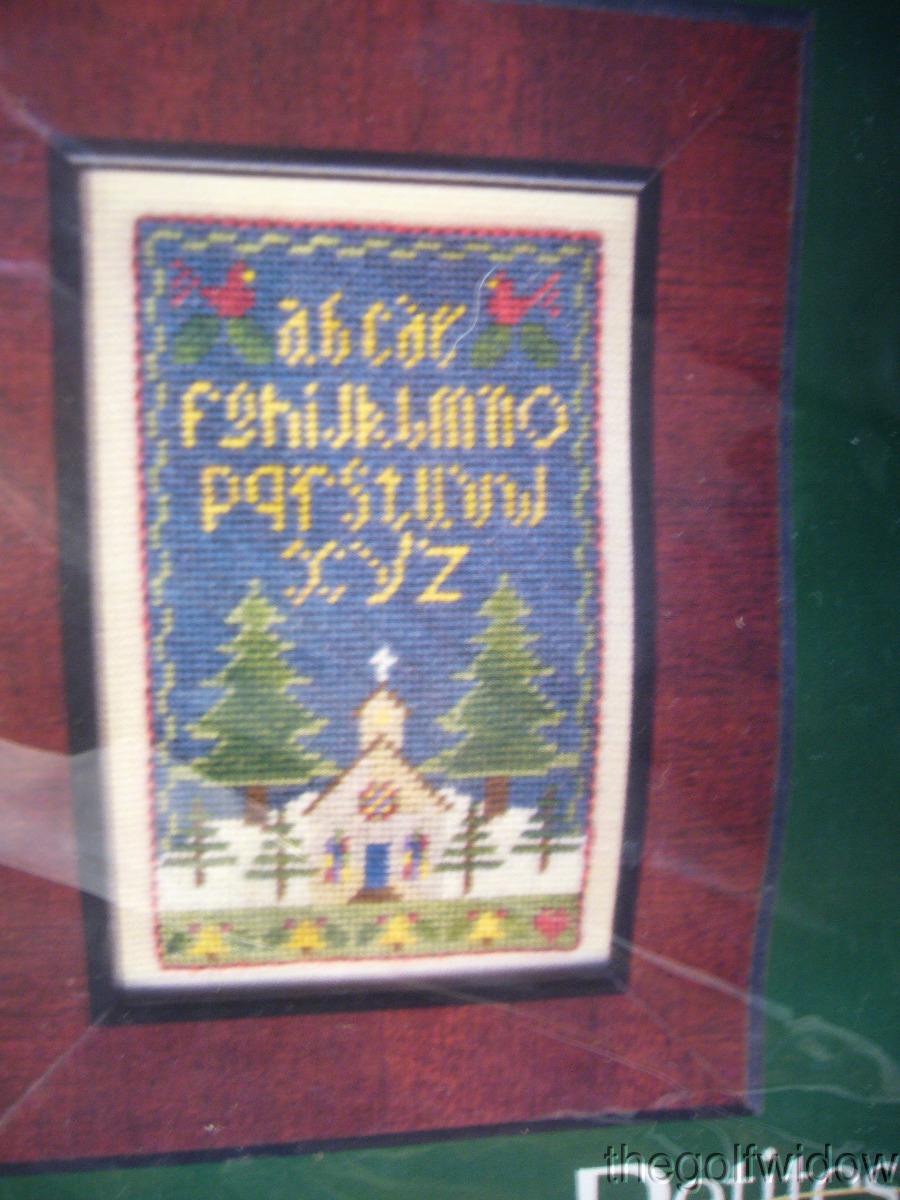 abcde
fghijklmno
pqrstuvw
xyz
thegolfwidow